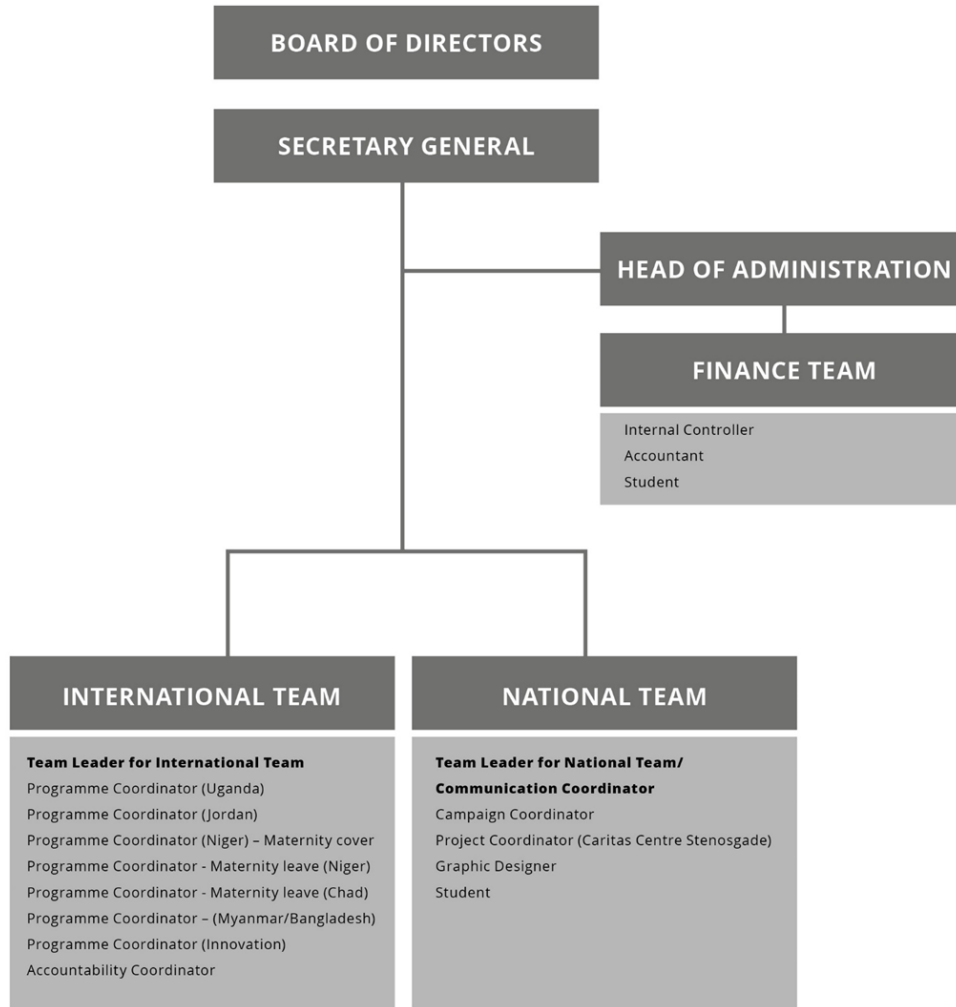 BOARD OF DIRECTORS
SECRETARY GENERAL
HEAD OF ADMINISTRATION
FINANCE TEAM
Internal Controller
Accountant
Student
INTERNATIONAL TEAM
Team Leader for International Team
Programme Coordinator (Uganda)
Programme Coordinator (Jordan)
Programme Coordinator (Niger) – Maternity cover
Programme Coordinator - Maternity leave (Niger)
Programme Coordinator - Maternity leave (Chad)
Programme Coordinator – (Myanmar/Bangladesh)
Programme Coordinator (Innovation)
Accountability Coordinator
NATIONAL TEAM
Team Leader for National Team/
Communication Coordinator
Campaign Coordinator
Project Coordinator (Caritas Centre Stenosgade)
Graphic Designer
Student